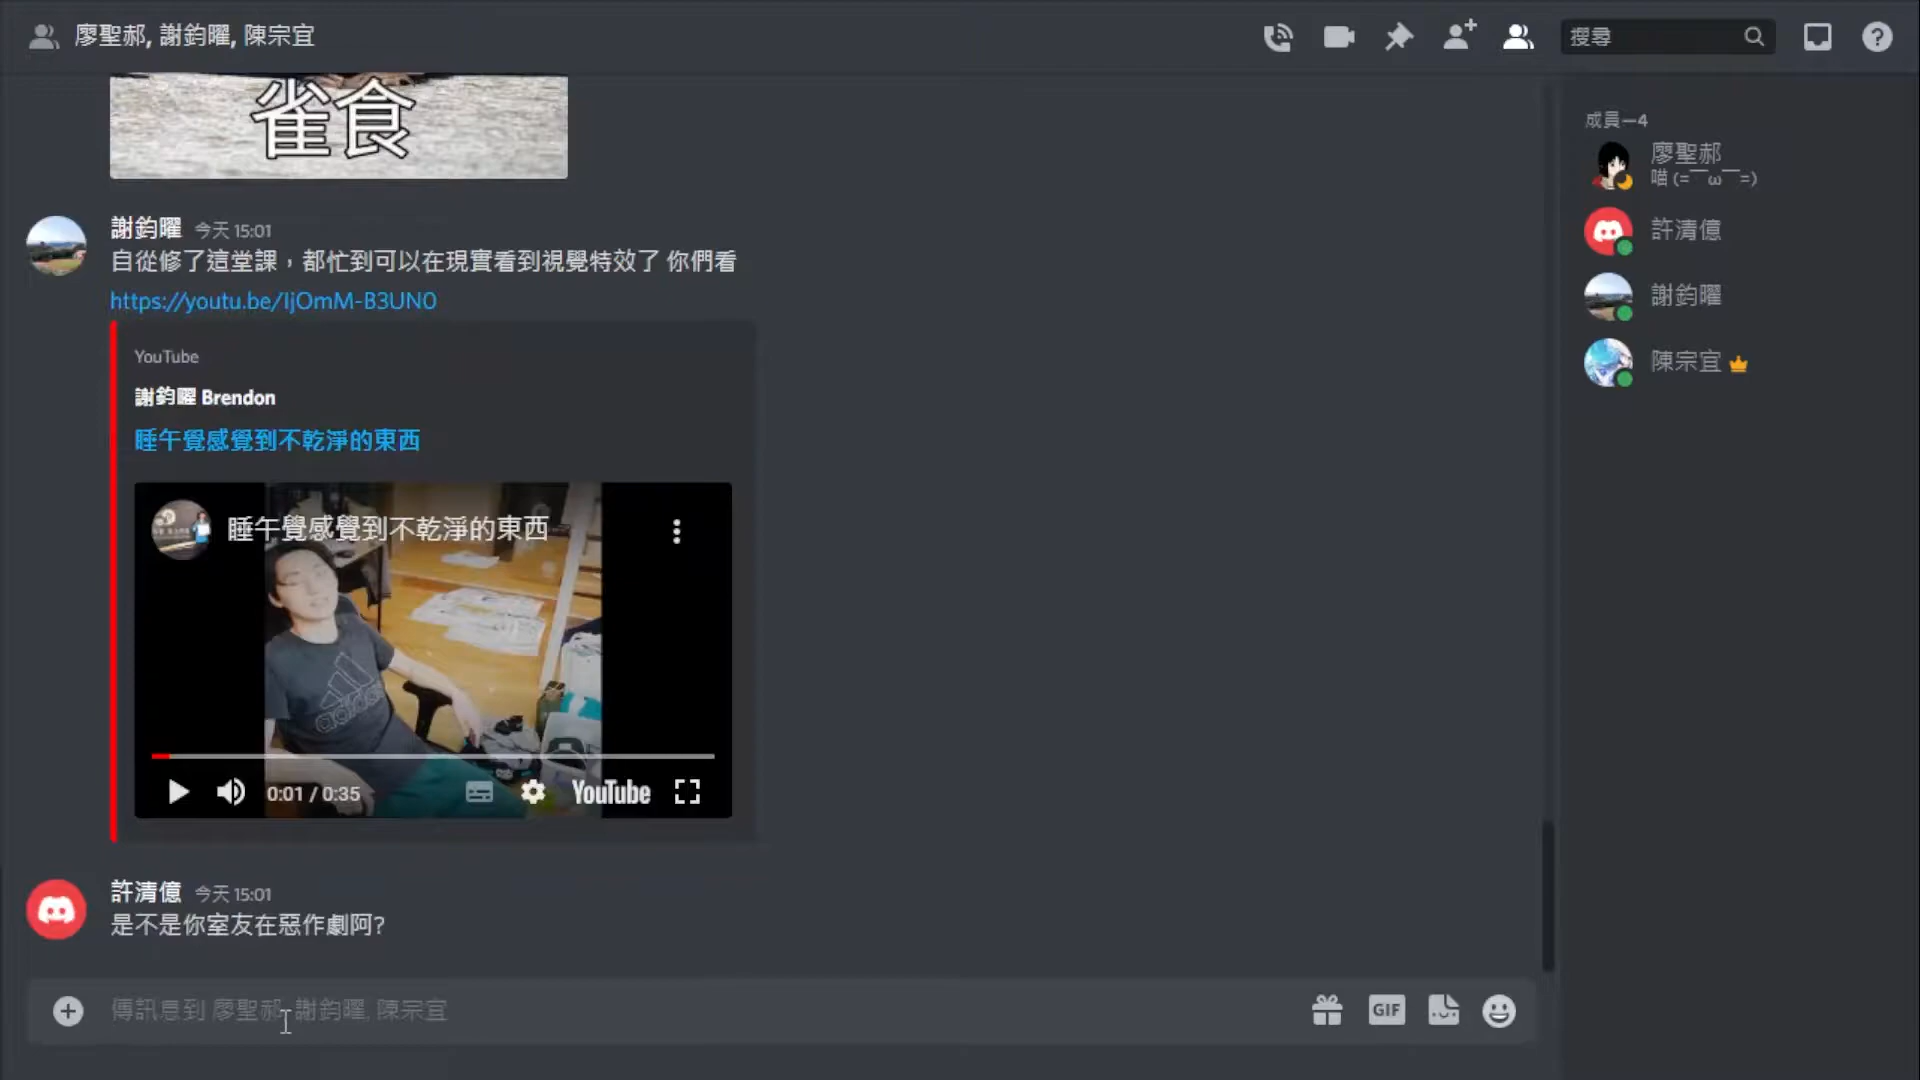 廖聖郝, 謝鈞曜, 陳宗宜
搜尋
雀食
謝鈞曜 今天 15:01
自從修了這堂課，都忙到可以在現實看到視覺特效了 你們看
https://youtu.be/IjOmM-B3UN0
YouTube
謝鈞曜 Brendon
睡午覺感覺到不乾淨的東西
睡午覺感覺到不乾淨的東西
adidas
0:01 / 0:35
YouTube
許清億 今天 15:01
是不是你室友在惡作劇阿?
傳訊息到 廖聖郝, 謝鈞曜, 陳宗宜
GIF
成員—4
廖聖郝
喵 (=￣ω￣=)
許清億
謝鈞曜
陳宗宜